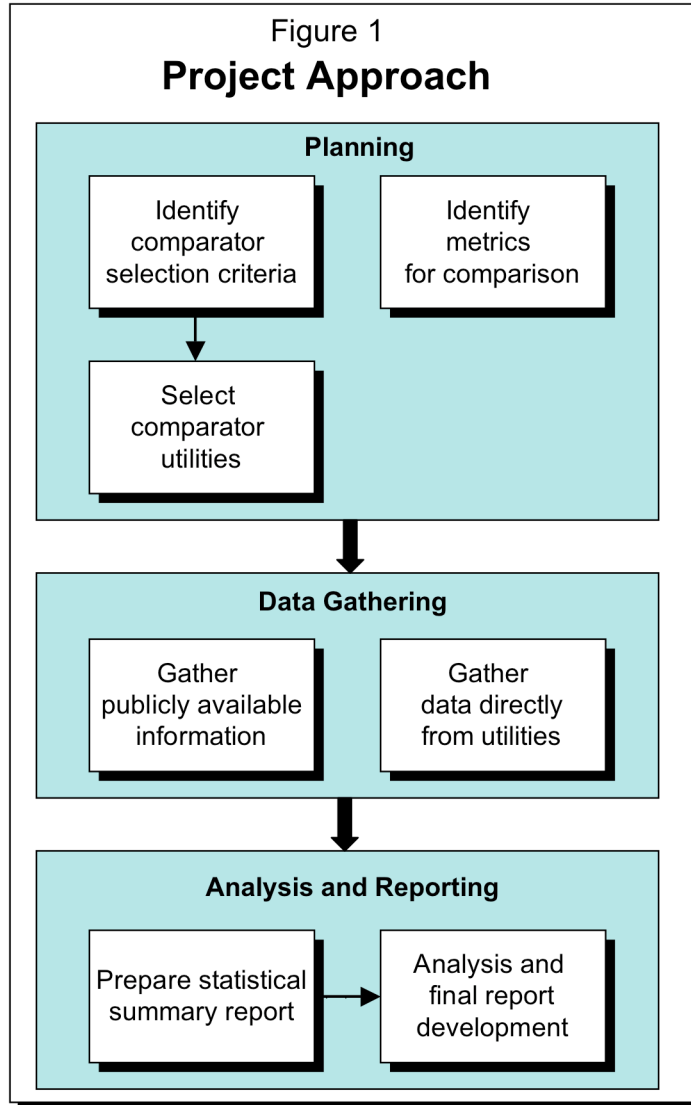 Figure 1
Project Approach
Planning
Identify
comparator
selection criteria
Identify
metrics
for comparison
Select
comparator
utilities
Data Gathering
Gather
publicly available
information
Gather
data directly
from utilities
Analysis and Reporting
Prepare statistical
summary report
Analysis and
final report
development